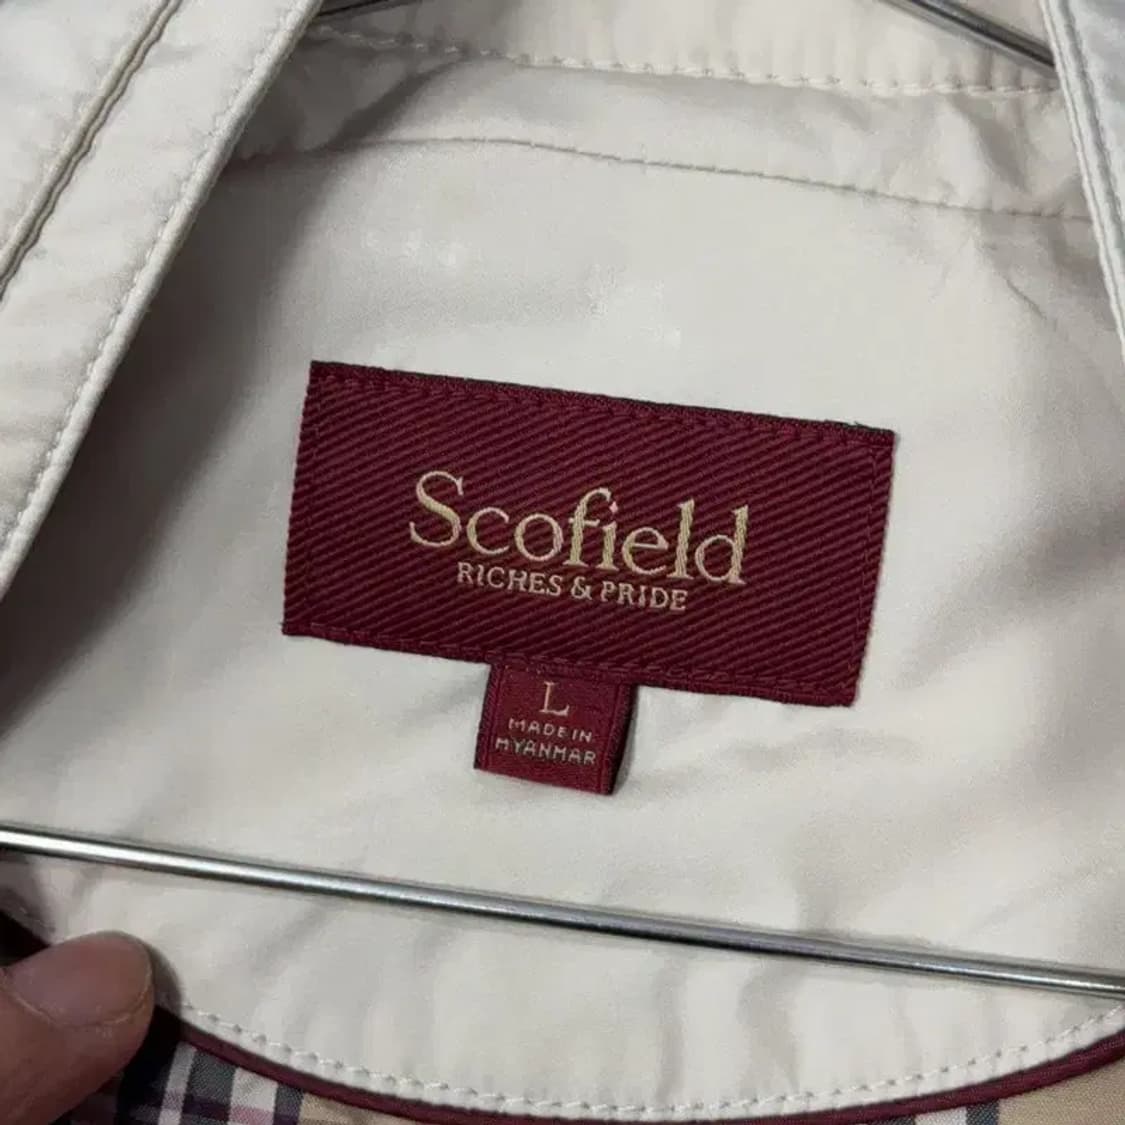 Scofield
RICHES & PRIDE
L
MADE IN
MYANMAR